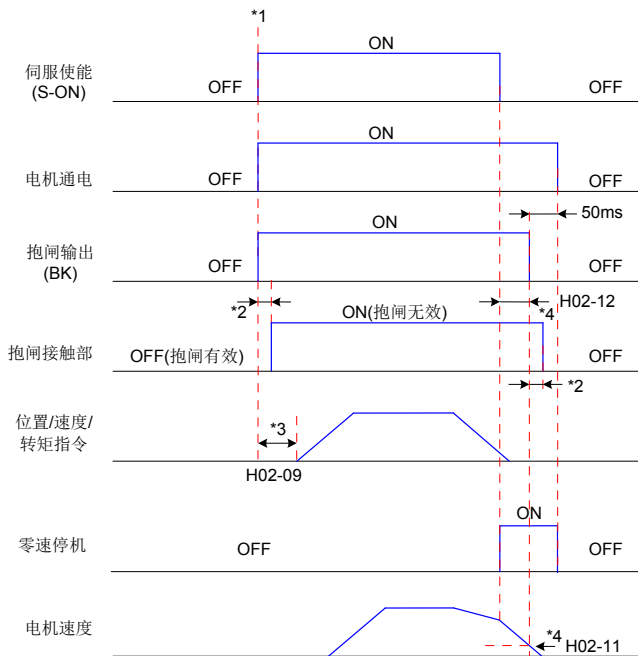 *1
ON
伺服使能
(S-ON)
OFF
OFF
ON
电机通电
OFF
OFF
50ms
ON
抱闸输出
(BK)
OFF
OFF
H02-12
*2
*4
ON(抱闸无效)
抱闸接触部
OFF(抱闸有效)
OFF
*2
位置/速度/
转矩指令
*3
H02-09
ON
零速停机
OFF
OFF
电机速度
*4
H02-11